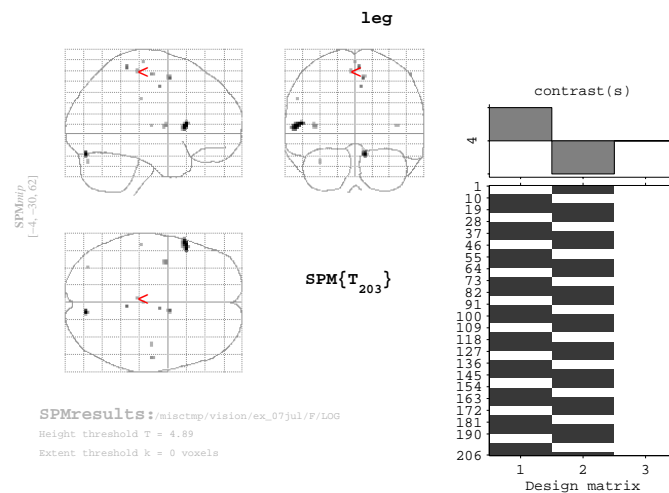 leg
contrast(s)
4
SPMmip
[−4, −30, 62]
<
<
<
SPM{T203}
1
10
19
28
37
46
55
64
73
82
91
100
109
118
127
136
145
154
163
172
181
190
206
1 2 3
Design matrix
SPMresults: /misctmp/vision/ex_07jul/F/LOG
Height threshold T = 4.89
Extent threshold k = 0 voxels